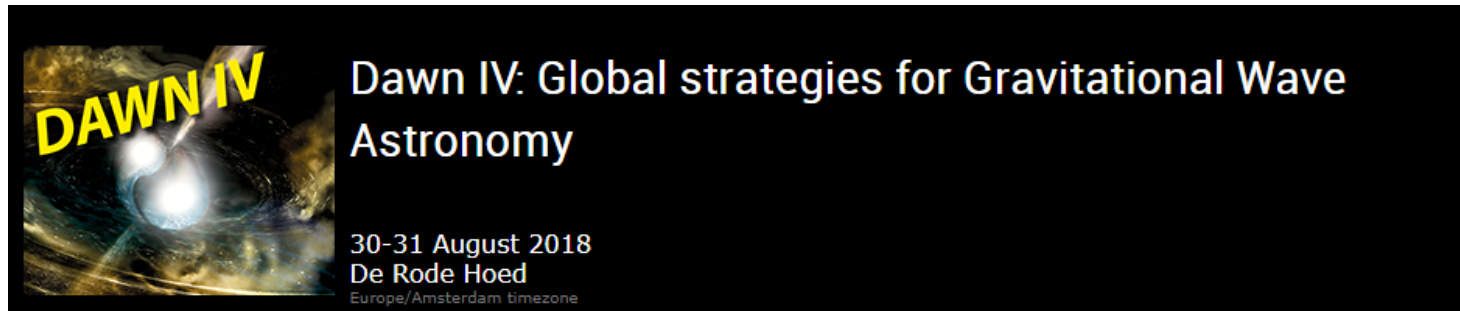 DAWN IV
Dawn IV: Global strategies for Gravitational Wave
Astronomy
30-31 August 2018
De Rode Hoed
Europe/Amsterdam timezone